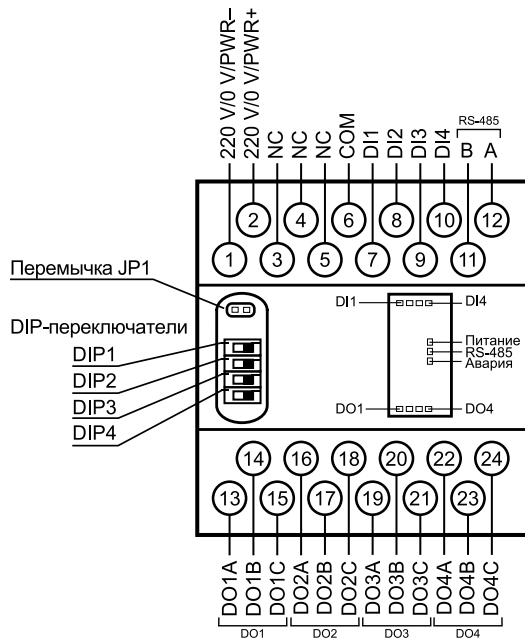 220 V/0 V/PWR–
220 V/0 V/PWR+
NC
NC
NC
COM
DI1
DI2
DI3
DI4
RS-485
B
A
2
4
6
8
10
12
1
3
5
7
9
11
Перемычка JP1
DIP-переключатели
DIP1
DIP2
DIP3
DIP4
DI1
DI4
Питание
RS-485
Авария
DO1
DO4
14
16
18
20
22
24
13
15
17
19
21
23
DO1A
DO1B
DO1C
DO2A
DO2B
DO2C
DO3A
DO3B
DO3C
DO4A
DO4B
DO4C
DO1
DO2
DO3
DO4